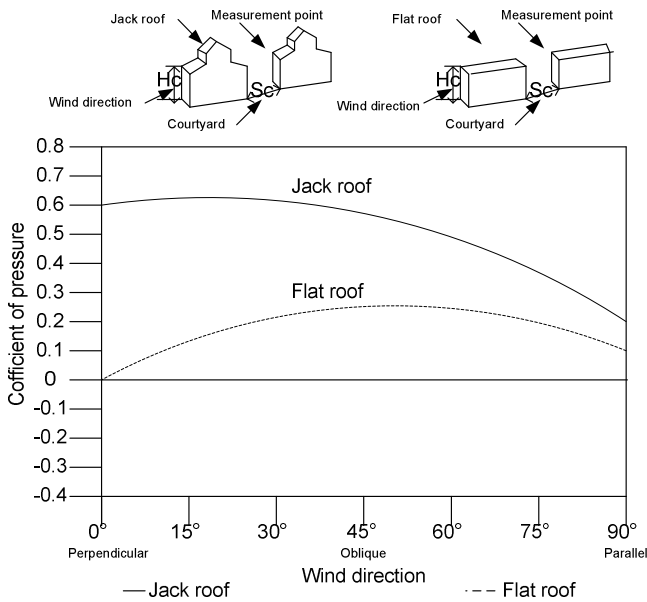 Jack roof
Measurement point
Hc
Sc
Wind direction
Courtyard
Flat roof
Measurement point
Hc
Sc
Wind direction
Courtyard
Cofficient of pressure
0.8
0.7
0.6
0.5
0.4
0.3
0.2
0.1
0
-0.1
-0.2
-0.3
-0.4
Jack roof
Flat roof
0° 15° 30° 45° 60° 75° 90°
Perpendicular Oblique Parallel
Wind direction
Jack roof Flat roof